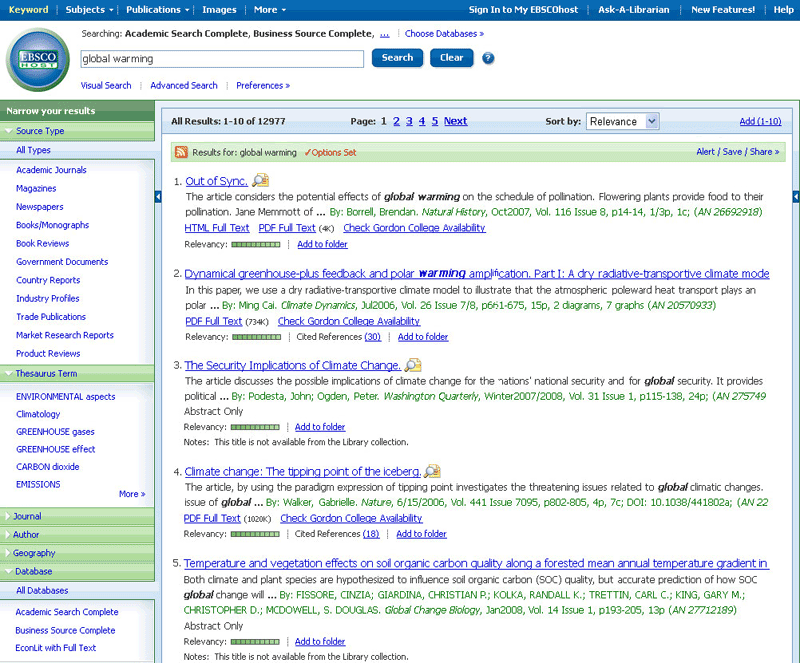 Keyword Subjects Publications Images More Sign In to My EBSCOhost Ask-A-Librarian New Features! Help
EBSCO
HOST
Searching: Academic Search Complete, Business Source Complete, ... Choose Databases »
global warming Search Clear ?
Visual Search Advanced Search Preferences »
Narrow your results
Source Type
All Types
Academic Journals
Magazines
Newspapers
Books/Monographs
Book Reviews
Government Documents
Country Reports
Industry Profiles
Trade Publications
Market Research Reports
Product Reviews
Thesaurus Term
ENVIRONMENTAL aspects
Climatology
GREENHOUSE gases
GREENHOUSE effect
CARBON dioxide
EMISSIONS
More »
Journal
Author
Geography
Database
All Databases
Academic Search Complete
Business Source Complete
EconLit with Full Text
All Results: 1-10 of 12977 Page: 1 2 3 4 5 Next Sort by: Relevance Add (1-10)
Results for: global warming ✓Options Set Alert / Save / Share »
1. Out of Sync.
The article considers the potential effects of global warming on the schedule of pollination. Flowering plants provide food to their
pollination. Jane Memmott of ... By: Borrell, Brendan. Natural History, Oct2007, Vol. 116 Issue 8, p14-14, 1/3p, 1c; (AN 26692918)
HTML Full Text PDF Full Text (4K) Check Gordon College Availability
Relevancy: Add to folder
2. Dynamical greenhouse-plus feedback and polar warming amplification. Part I: A dry radiative-transportive climate mode
In this paper, we use a dry radiative-transportive climate model to illustrate that the atmospheric poleward heat transport plays an
polar ... By: Ming Cai. Climate Dynamics, Jul2006, Vol. 26 Issue 7/8, p661-675, 15p, 2 diagrams, 7 graphs (AN 20570933)
PDF Full Text (734K) Check Gordon College Availability
Relevancy: Cited References (30) Add to folder
3. The Security Implications of Climate Change.
The article discusses the possible implications of climate change for the nations' national security and for global security. It provides
political ... By: Podesta, John; Ogden, Peter. Washington Quarterly, Winter2007/2008, Vol. 31 Issue 1, p115-138, 24p; (AN 275749
Abstract Only
Relevancy: Add to folder
Notes: This title is not available from the Library collection.
4. Climate change: The tipping point of the iceberg.
The article, by using the paradigm expression of tipping point investigates the threatening issues related to global climatic changes.
issue of global ... By: Walker, Gabrielle. Nature, 6/15/2006, Vol. 441 Issue 7095, p802-805, 4p, 7c; DOI: 10.1038/441802a; (AN 22
PDF Full Text (1020K) Check Gordon College Availability
Relevancy: Cited References (18) Add to folder
5. Temperature and vegetation effects on soil organic carbon quality along a forested mean annual temperature gradient in
Both climate and plant species are hypothesized to influence soil organic carbon (SOC) quality, but accurate prediction of how SOC
global change will ... By: FISSORE, CINZIA; GIARDINA, CHRISTIAN P.; KOLKA, RANDALL K.; TRETTIN, CARL C.; KING, GARY M.;
CHRISTOPHER D.; MCDOWELL, S. DOUGLAS. Global Change Biology, Jan2008, Vol. 14 Issue 1, p193-205, 13p (AN 27712189)
Abstract Only
Relevancy: Add to folder
Notes: This title is not available from the Library collection.